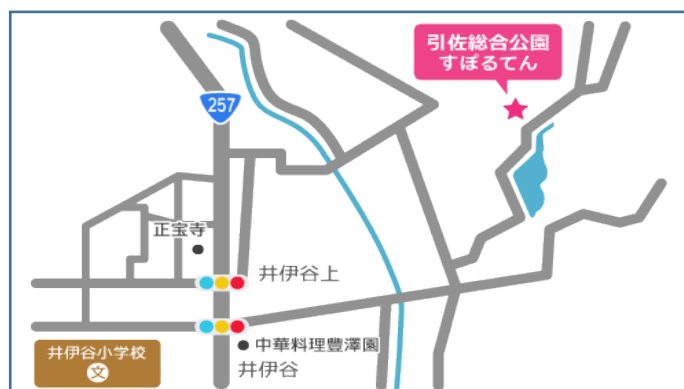 引佐総合公園
すぽるてん
257
正宝寺
井伊谷上
中華料理豊澤園
井伊谷
井伊谷小学校
文